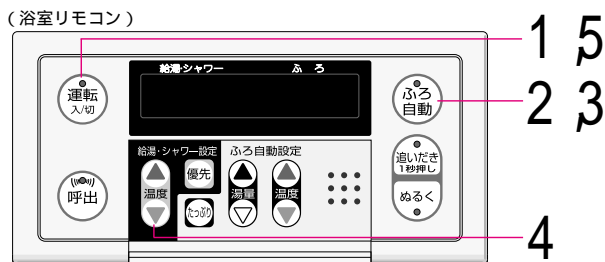 (浴室リモコン)
給湯・シャワー ふろ
運転
入/切
ふろ
自動
1,5
2,3
給湯・シャワー設定
ふろ自動設定
優先
温度
たっぷり
湯量
温度
追いだき
1秒押し
ぬるく
呼出
4